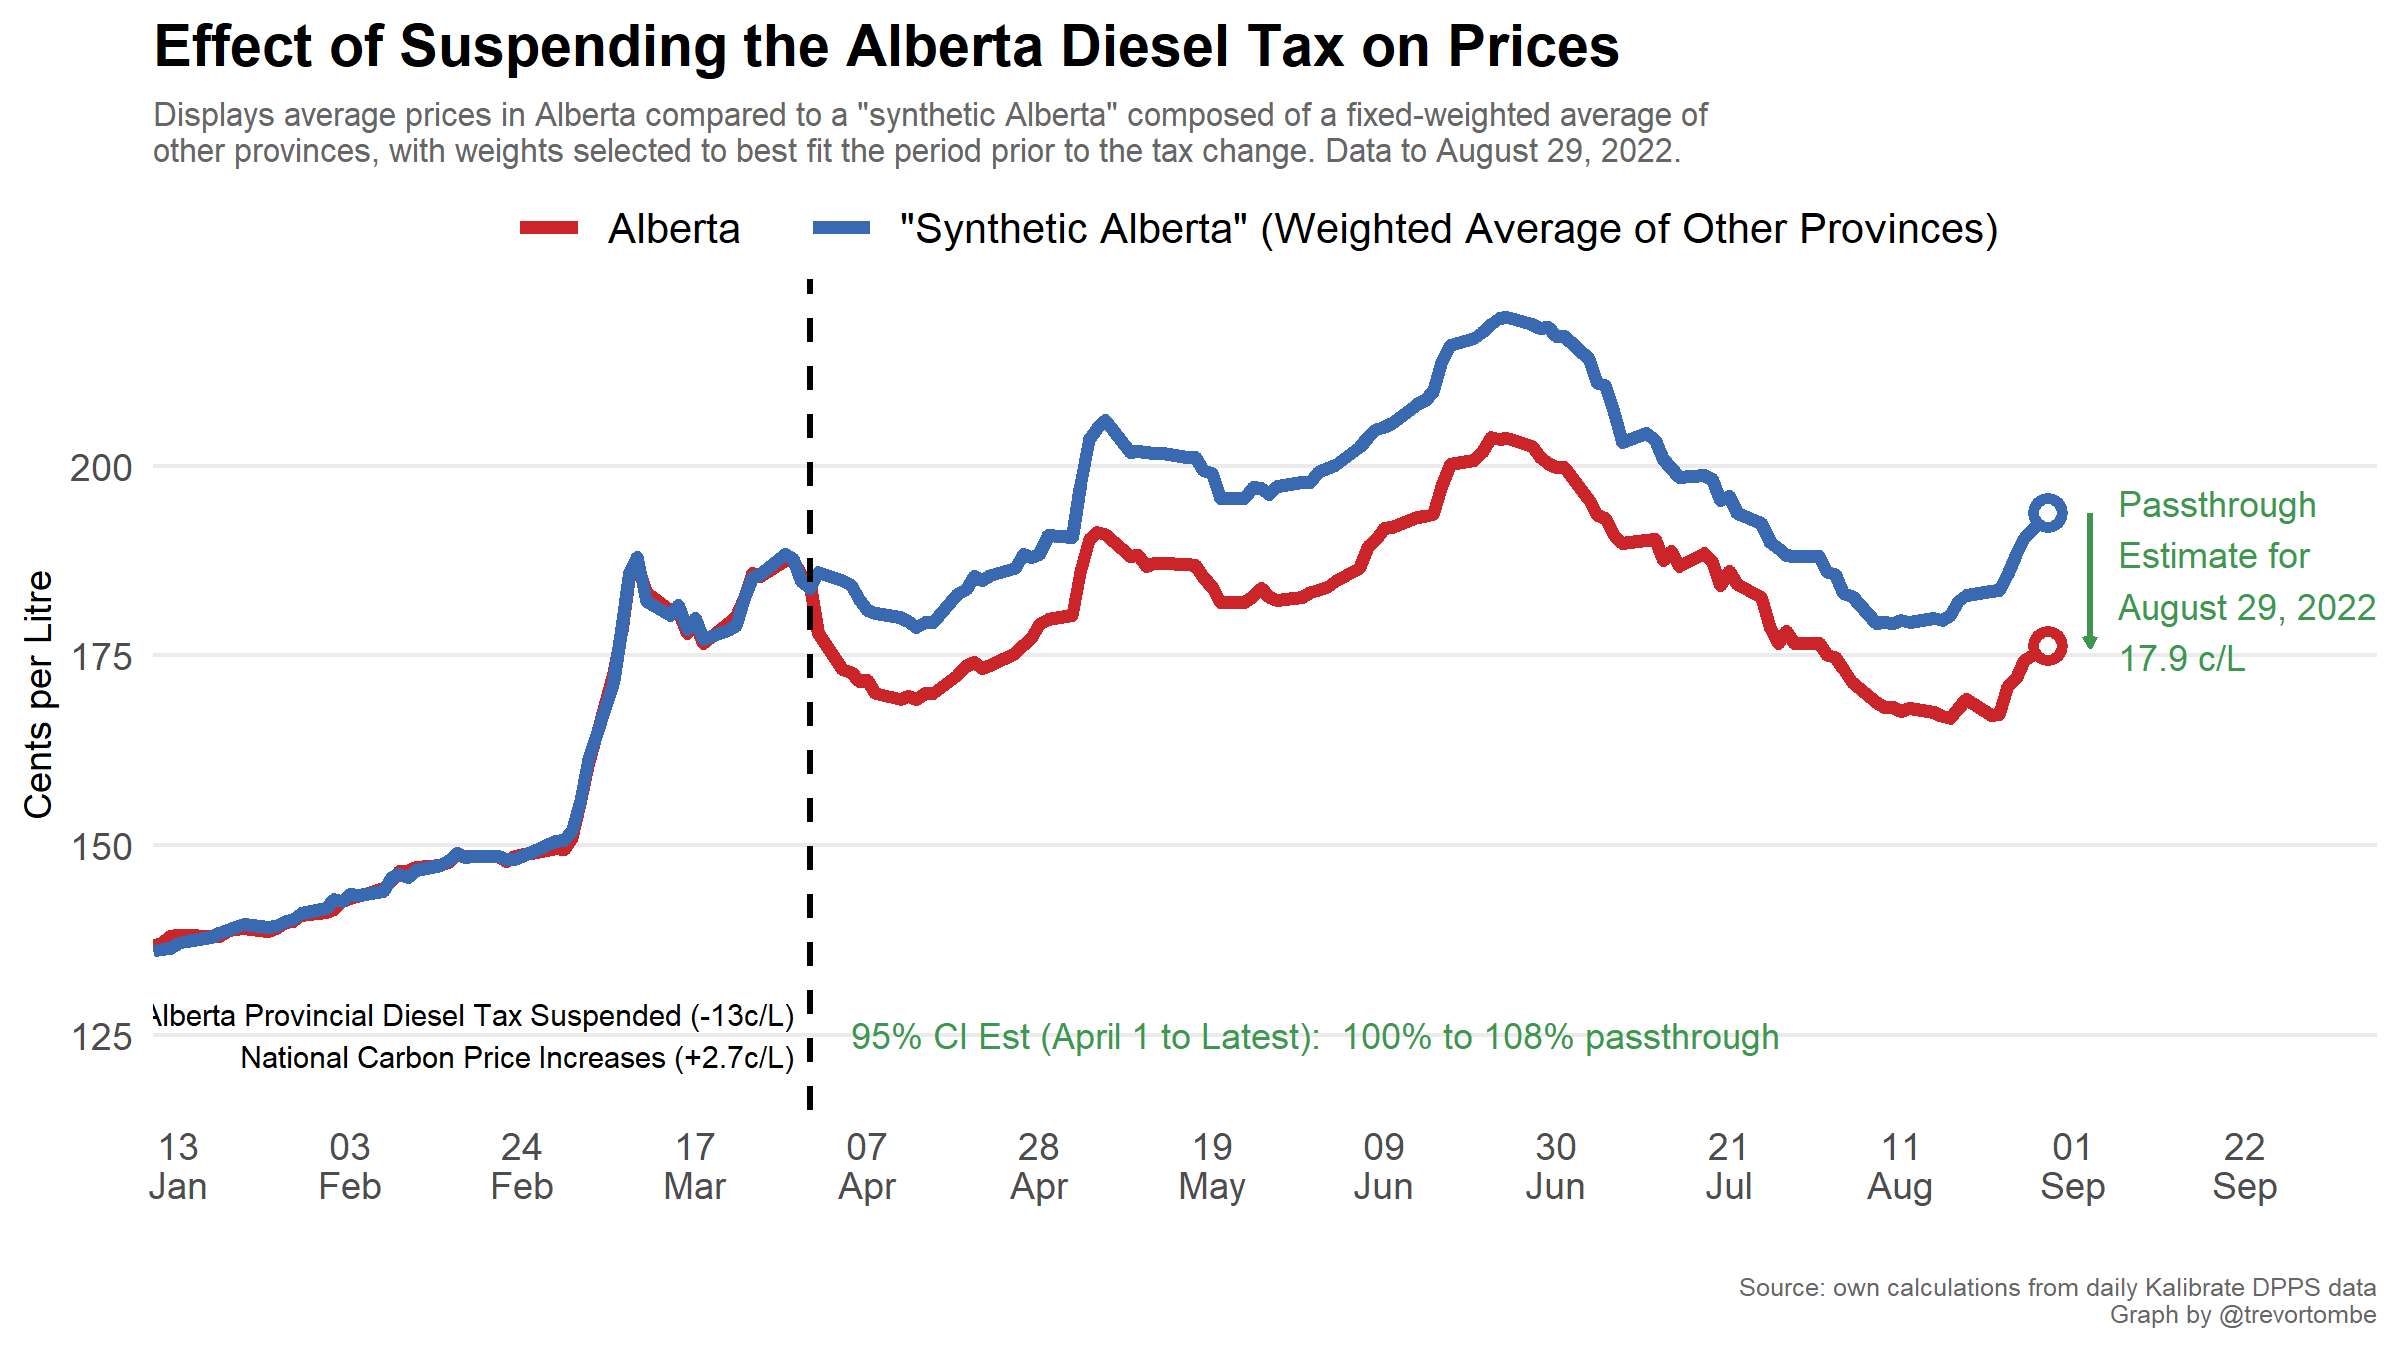 Effect of Suspending the Alberta Diesel Tax on Prices
Displays average prices in Alberta compared to a "synthetic Alberta" composed of a fixed-weighted average of
other provinces, with weights selected to best fit the period prior to the tax change. Data to August 29, 2022.
Alberta
"Synthetic Alberta" (Weighted Average of Other Provinces)
Cents per Litre
200
175
150
125
Passthrough
Estimate for
August 29, 2022
17.9 c/L
Alberta Provincial Diesel Tax Suspended (-13c/L)
National Carbon Price Increases (+2.7c/L)
95% CI Est (April 1 to Latest): 100% to 108% passthrough
13 Jan
03 Feb
24 Feb
17 Mar
07 Apr
28 Apr
19 May
09 Jun
30 Jun
21 Jul
11 Aug
01 Sep
22 Sep
Source: own calculations from daily Kalibrate DPPS data
Graph by @trevortombe